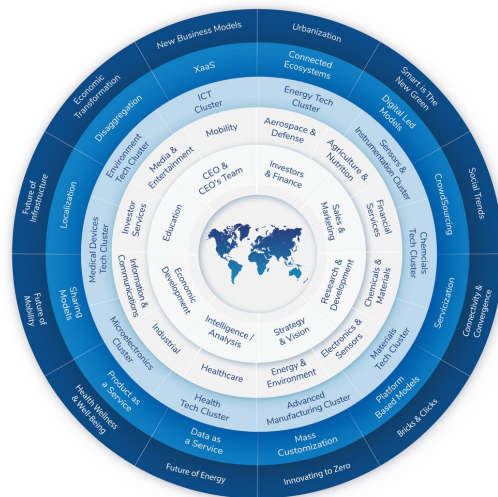 New Business Models
Urbanization
Smart is The
New Green
Social Trends
Connectivity &
Convergence
Bricks & Clicks
Innovating to Zero
Future of Energy
Health Wellness
& Well-Being
Future of
Mobility
Future of
Infrastructure
Economic
Transformation
XaaS
Connected
Ecosystems
Digital Led
Models
CrowdSourcing
Servicization
Platform
Based Models
Mass
Customization
Data as
a Service
Product as
a Service
Sharing
Models
Localization
Disaggregation
ICT
Cluster
Energy Tech
Cluster
Sensors &
Instrumentation Cluster
Chemcials
Tech Cluster
Materials
Tech Cluster
Advanced
Manufacturing Cluster
Health
Tech Cluster
Microelectronics
Cluster
Medical Devices
Tech Cluster
Environment
Tech Cluster
Mobility
Aerospace &
Defense
Agriculture &
Nutrition
Financial
Services
Chemicals &
Materials
Electronics &
Sensors
Energy &
Environment
Healthcare
Industrial
Information &
Communications
Investor
Services
Media &
Entertainment
CEO &
CEO's Team
Investors
& Finance
Sales &
Marketing
Research &
Development
Strategy
& Vision
Intelligence /
Analysis
Economic
Development
Education